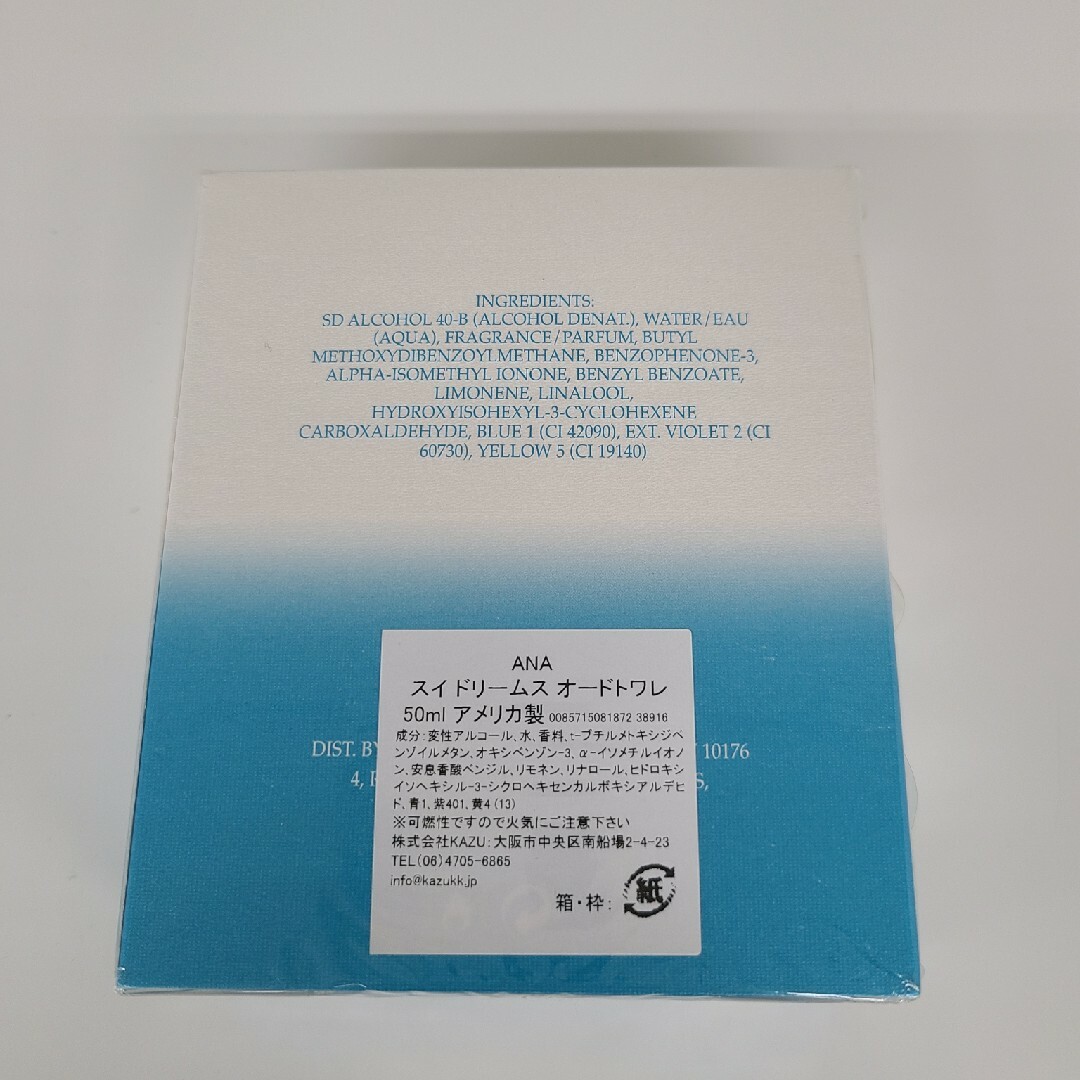 INGREDIENTS:
SD ALCOHOL 40-B (ALCOHOL DENAT.), WATER/EAU
(AQUA), FRAGRANCE/PARFUM, BUTYL
METHOXYDIBENZOYLMETHANE, BENZOPHENONE-3,
ALPHA-ISOMETHYL IONONE, BENZYL BENZOATE,
LIMONENE, LINALOOL,
HYDROXYISOHEXYL-3-CYCLOHEXENE
CARBOXALDEHYDE, BLUE 1 (CI 42090), EXT. VIOLET 2 (CI
60730), YELLOW 5 (CI 19140)
ANA
スイ ドリームス オードトワレ
50ml アメリカ製 0085715081872 38916
成分:変性アルコール、水、香料、t-ブチルメトキシジベ
ンゾイルメタン、オキシベンゾン-3、α-イソメチルイオノ
ン、安息香酸ベンジル、リモネン、リナロール、ヒドロキシ
イソヘキシル-3-シクロヘキセンカルボキシアルデヒ
ド、青1、紫401、黄4 (13)
※可燃性ですので火気にご注意下さい
株式会社KAZU:大阪市中央区南船場2-4-23
TEL(06)4705-6865
info@kazukk.jp
箱・枠: 紙
DIST. BY 10176
4,